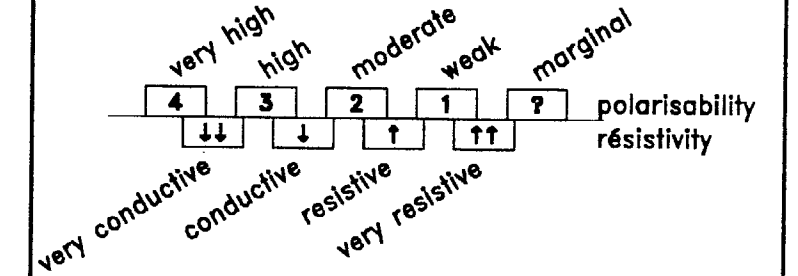 very high
high
moderate
weak
marginal
4 3 2 1 ? polarisability
↓↓ ↓ ↑ ↑↑ résistivity
very conductive
conductive
resistive
very resistive